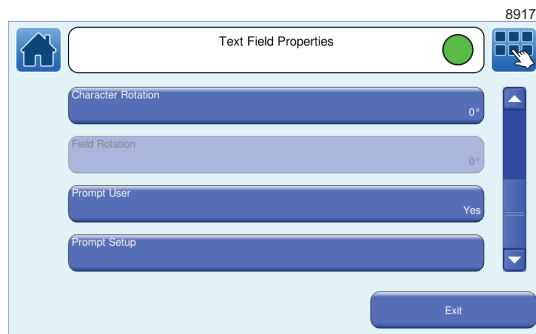 8917
Text Field Properties
Character Rotation
0°
Field Rotation
0°
Prompt User
Yes
Prompt Setup
Exit